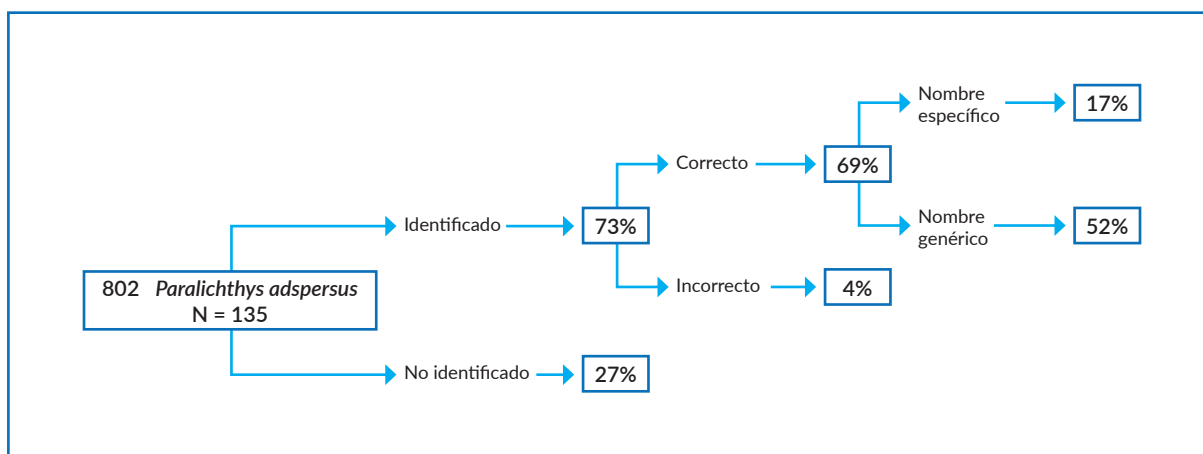 Nombre
específico
17%
Correcto
69%
Identificado
73%
Nombre
genérico
52%
Incorrecto
4%
802 Paralichthys adspersus
N = 135
No identificado
27%